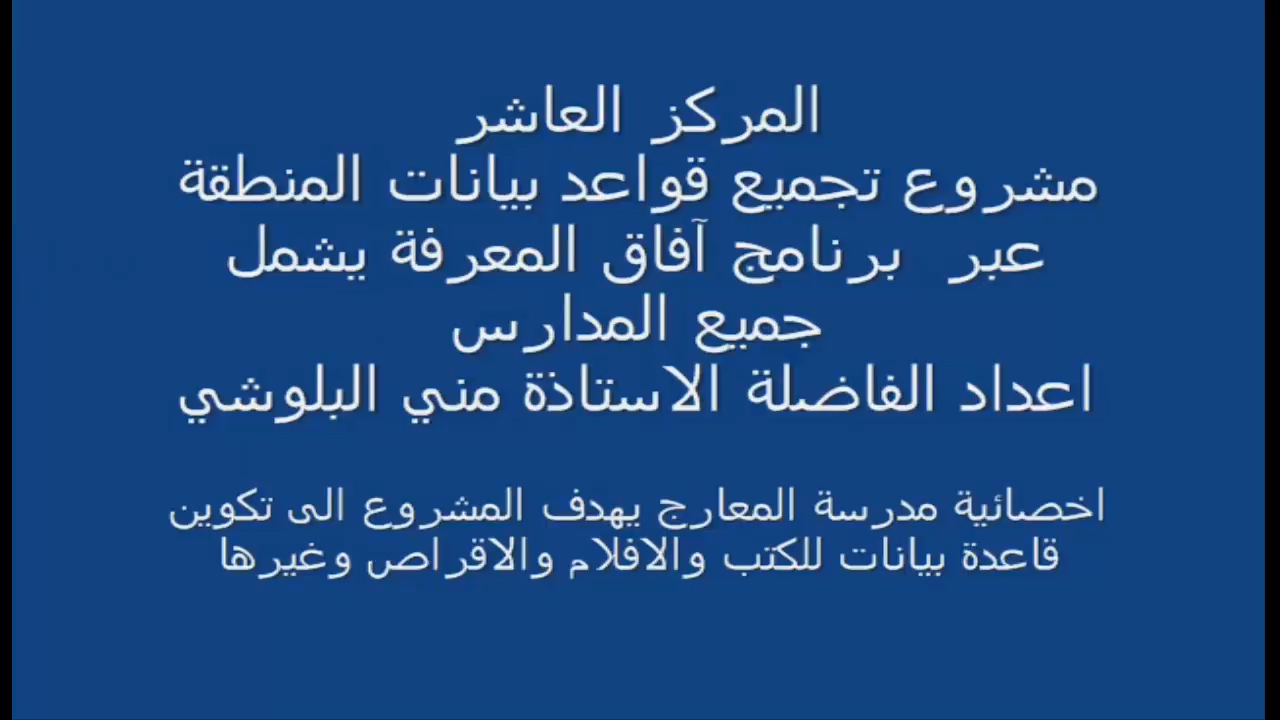 المركز العاشر
مشروع تجميع قواعد بيانات المنطقة
عبر برنامج آفاق المعرفة يشمل
جميع المدارس
اعداد الفاضلة الاستاذة مني البلوشي
اخصائية مدرسة المعارج يهدف المشروع الى تكوين
قاعدة بيانات للكتب والافلام والاقراص وغيرها